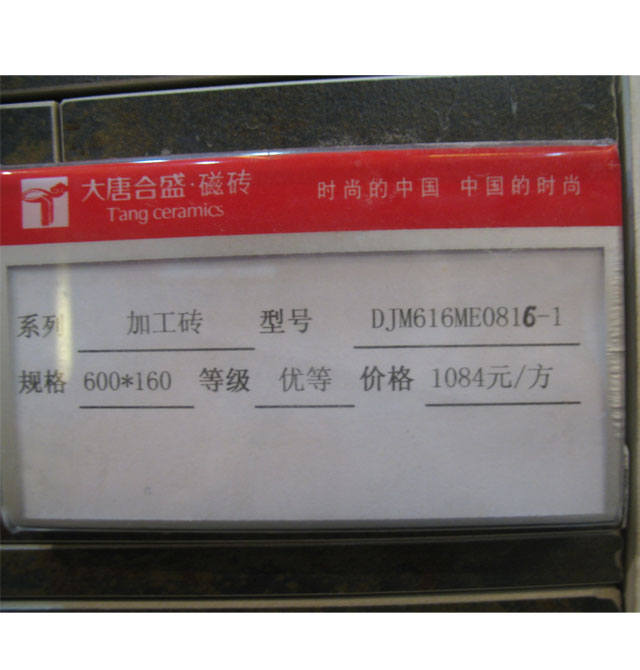 大唐合盛·磁砖
Tang ceramics
时尚的中国 中国的时尚
系列 加工砖 型号 DJM616ME0816-1
规格 600*160 等级 优等 价格 1084元/方